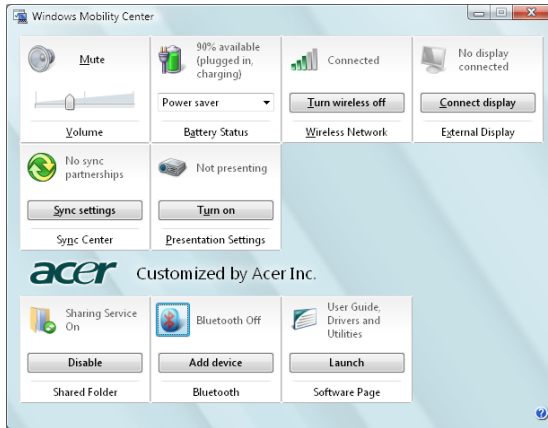 Windows Mobility Center
Mute
Volume
90% available
(plugged in,
charging)
Power saver
Battery Status
Connected
Turn wireless off
Wireless Network
No display
connected
Connect display
External Display
No sync
partnerships
Sync settings
Sync Center
Not presenting
Turn on
Presentation Settings
acer Customized by Acer Inc.
Sharing Service
On
Disable
Shared Folder
Bluetooth Off
Add device
Bluetooth
User Guide,
Drivers and
Utilities
Launch
Software Page